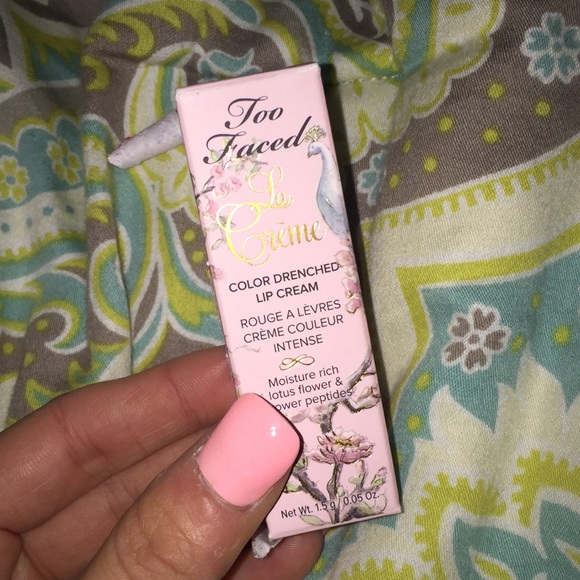 Too
Faced
La
Crème
COLOR DRENCHED
LIP CREAM
ROUGE A LÈVRES
CRÈME COULEUR
INTENSE
Moisture rich
lotus flower &
peptides
Net Wt. 1.5 g / 0.05 Oz.